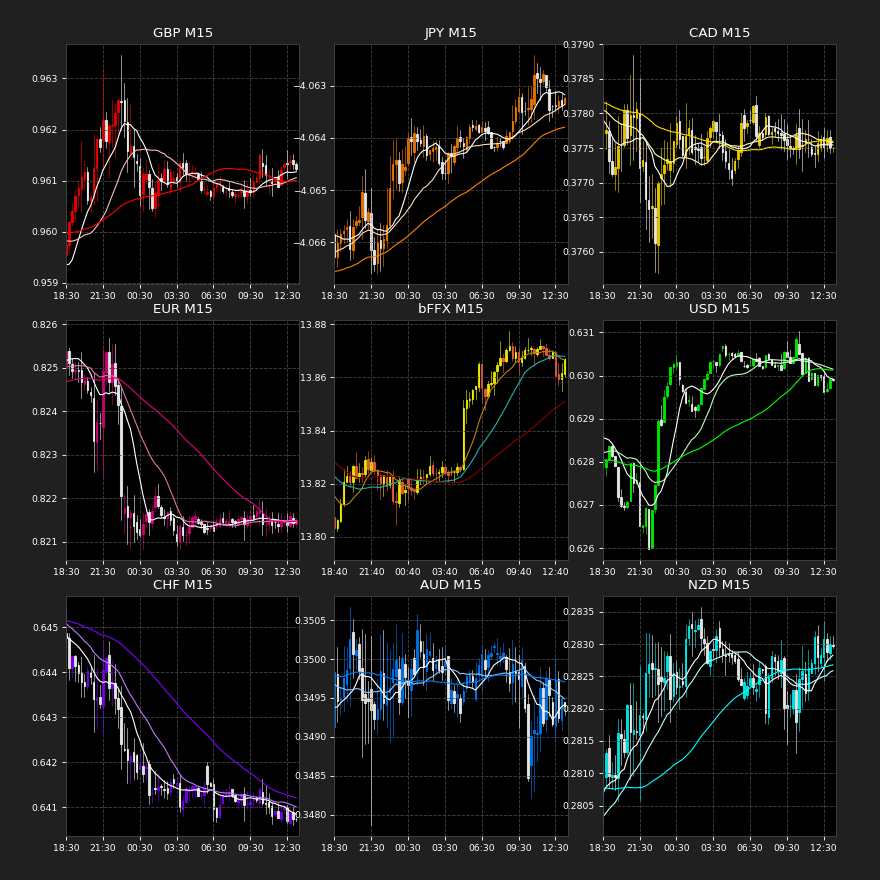 GBP M15
0.963
0.962
0.961
0.960
0.959
18:30 21:30 00:30 03:30 06:30 09:30 12:30
JPY M15
−4.063
−4.064
−4.065
−4.066
18:30 21:30 00:30 03:30 06:30 09:30 12:30
CAD M15
0.3790
0.3785
0.3780
0.3775
0.3770
0.3765
0.3760
18:30 21:30 00:30 03:30 06:30 09:30 12:30
EUR M15
0.826
0.825
0.824
0.823
0.822
0.821
18:30 21:30 00:30 03:30 06:30 09:30 12:30
bFFX M15
13.88
13.86
13.84
13.82
13.80
18:40 21:40 00:40 03:40 06:40 09:40 12:40
USD M15
0.631
0.630
0.629
0.628
0.627
0.626
18:30 21:30 00:30 03:30 06:30 09:30 12:30
CHF M15
0.645
0.644
0.643
0.642
0.641
18:30 21:30 00:30 03:30 06:30 09:30 12:30
AUD M15
0.3505
0.3500
0.3495
0.3490
0.3485
0.3480
18:30 21:30 00:30 03:30 06:30 09:30 12:30
NZD M15
0.2835
0.2830
0.2825
0.2820
0.2815
0.2810
0.2805
18:30 21:30 00:30 03:30 06:30 09:30 12:30